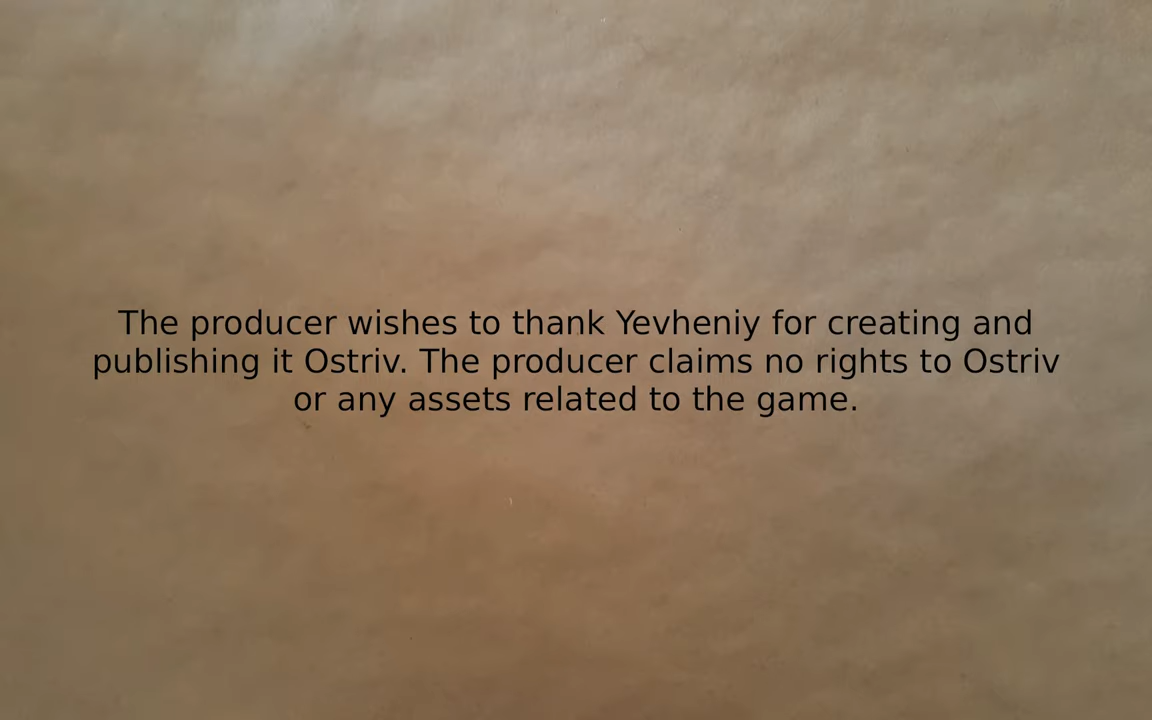 The producer wishes to thank Yevheniy for creating and
publishing it Ostriv. The producer claims no rights to Ostriv
or any assets related to the game.